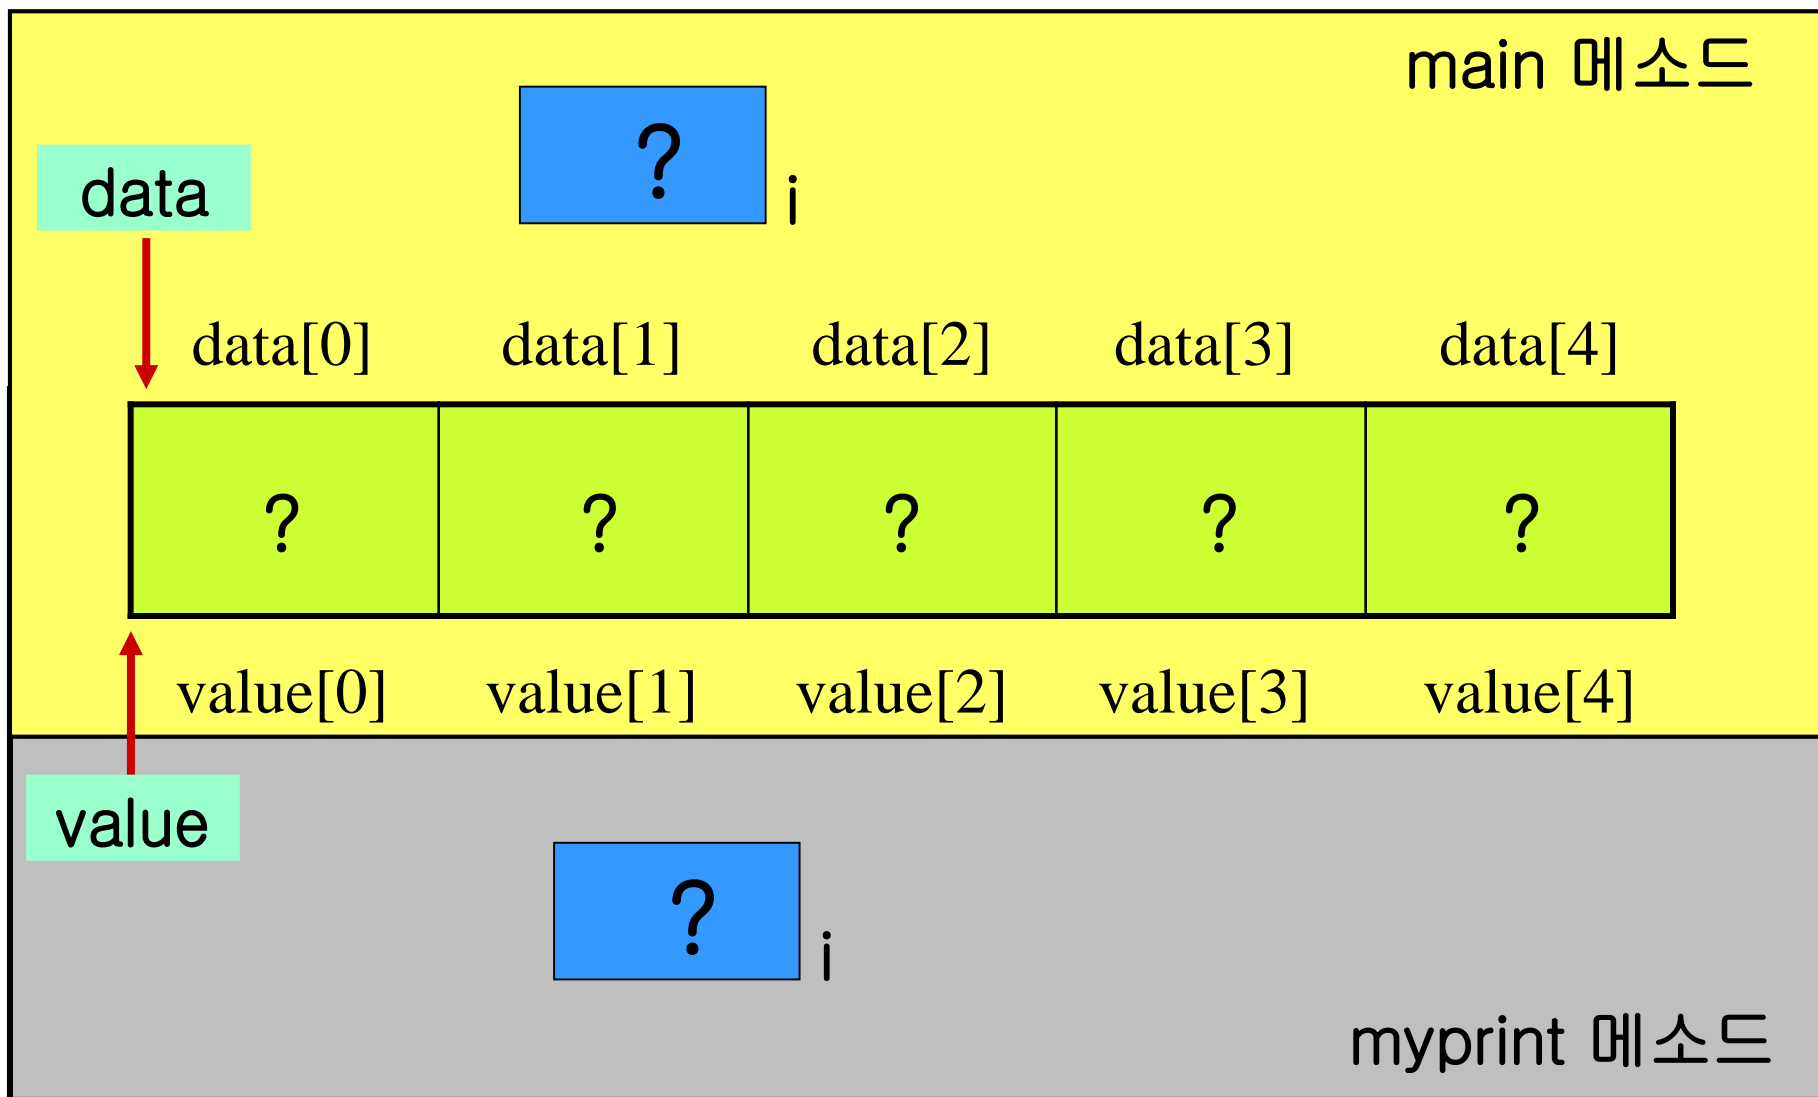 main 메소드
?
i
data
data[0] data[1] data[2] data[3] data[4]
? ? ? ? ?
value[0] value[1] value[2] value[3] value[4]
value
?
i
myprint 메소드